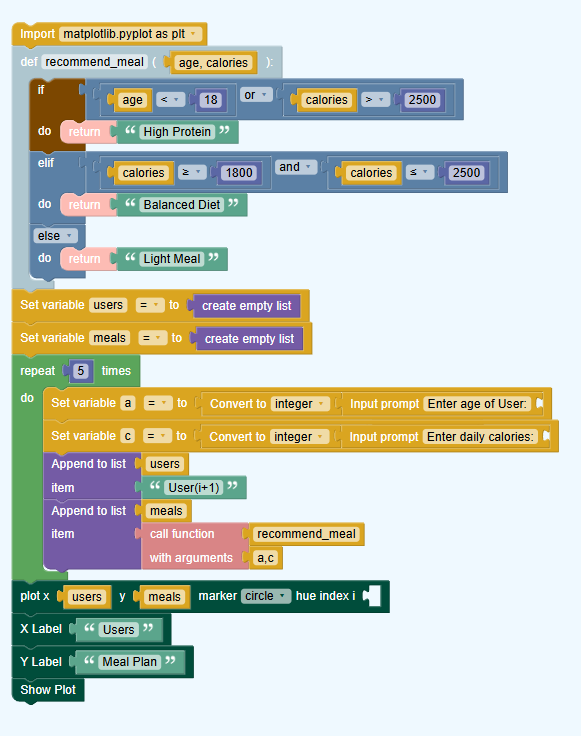 Import matplotlib.pyplot as plt
def recommend_meal ( age, calories ):
if age < 18 or calories > 2500
do return “ High Protein ”
elif calories ≥ 1800 and calories ≤ 2500
do return “ Balanced Diet ”
else
do return “ Light Meal ”
Set variable users = to create empty list
Set variable meals = to create empty list
repeat 5 times
do Set variable a = to Convert to integer Input prompt Enter age of User:
Set variable c = to Convert to integer Input prompt Enter daily calories:
Append to list users
item “ User(i+1) ”
Append to list meals
item call function recommend_meal
with arguments a,c
plot x users y meals marker circle hue index i
X Label “ Users ”
Y Label “ Meal Plan ”
Show Plot